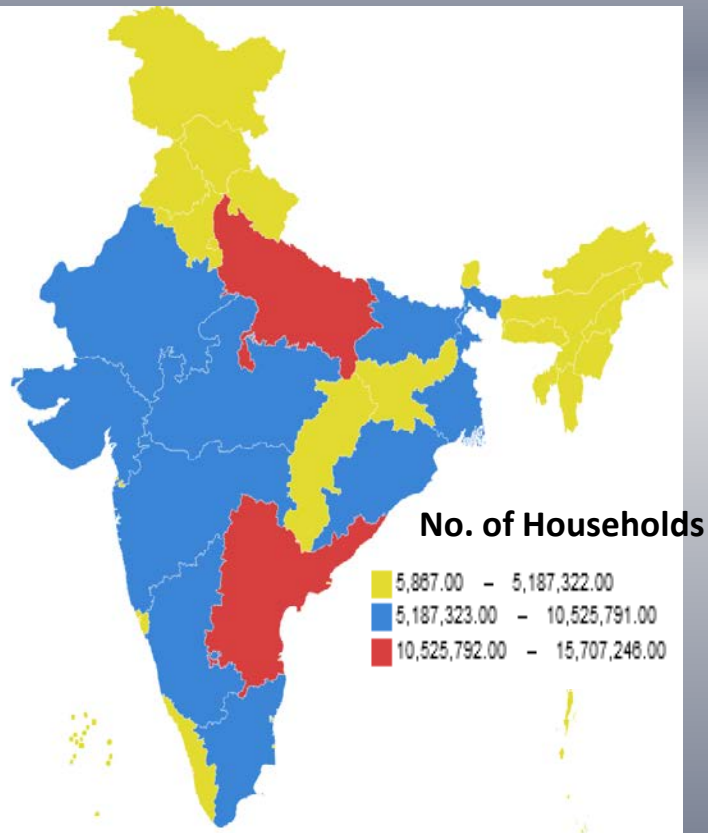 No. of Households
5,867.00 – 5,187,322.00
5,187,323.00 – 10,525,791.00
10,525,792.00 – 15,707,246.00